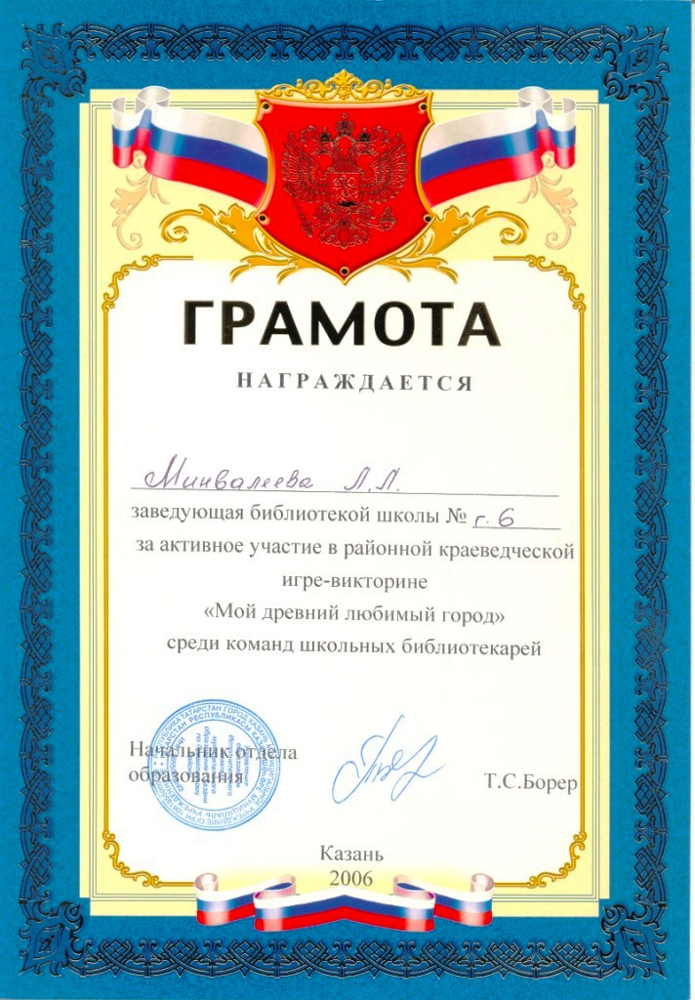 ГРАМОТА
НАГРАЖДАЕТСЯ
Минвалеева Л.Л.
заведующая библиотекой школы № г. 6
за активное участие в районной краеведческой
игре-викторине
«Мой древний любимый город»
среди команд школьных библиотекарей
Начальник отдела
образования
Т.С.Борер
Казань
2006